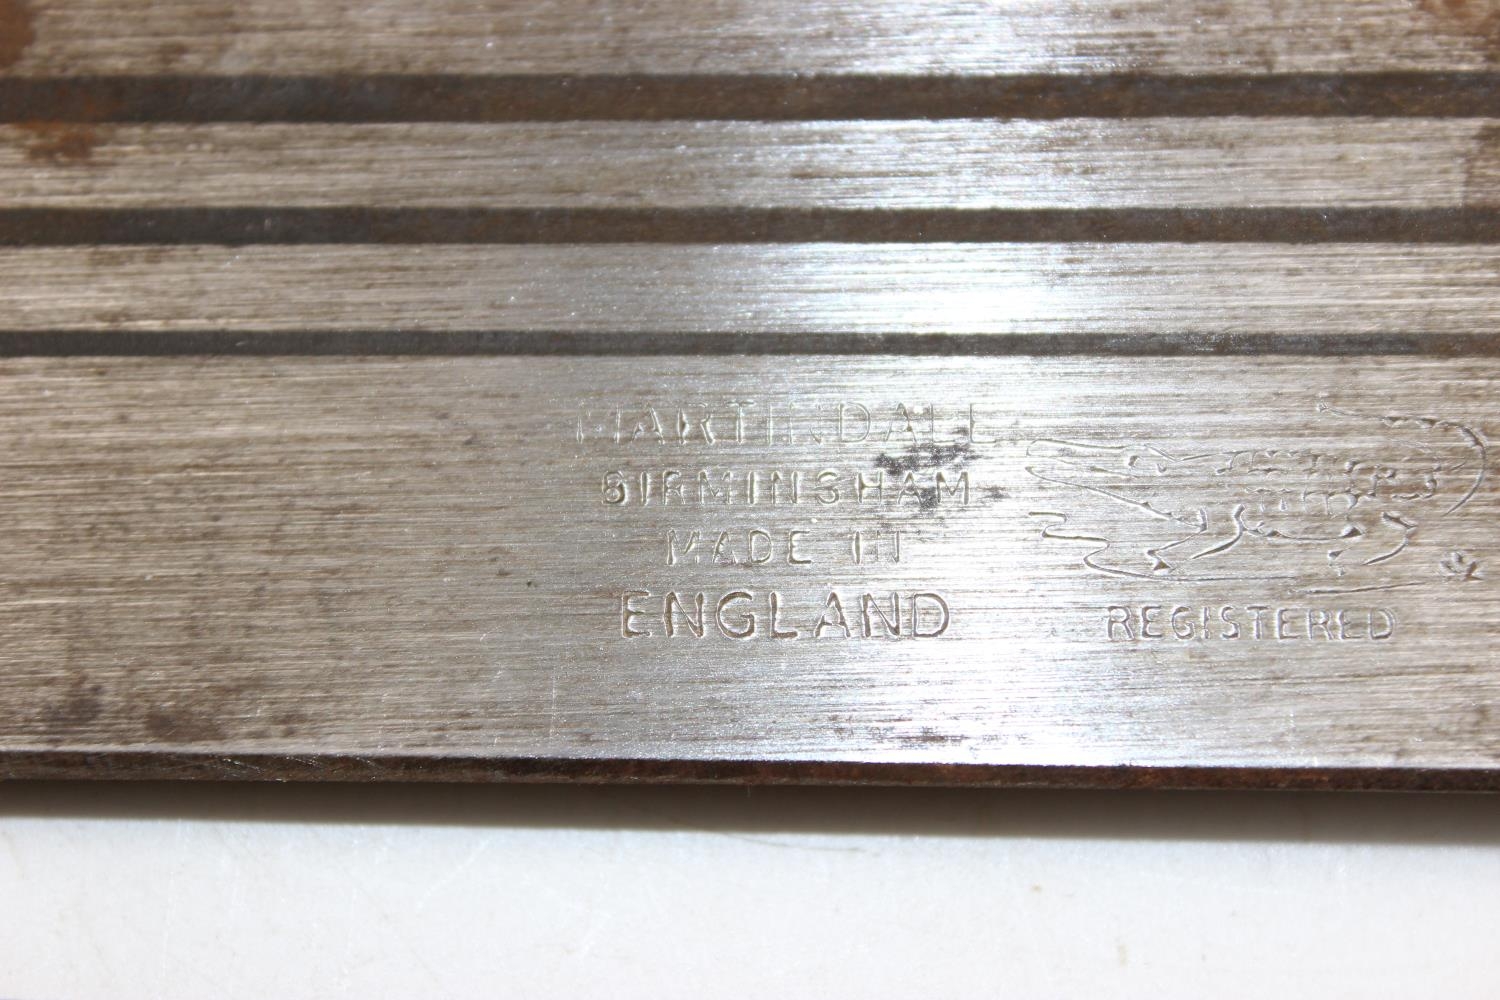 MARTINDALE
BIRMINGHAM
MADE IN
ENGLAND
REGISTERED